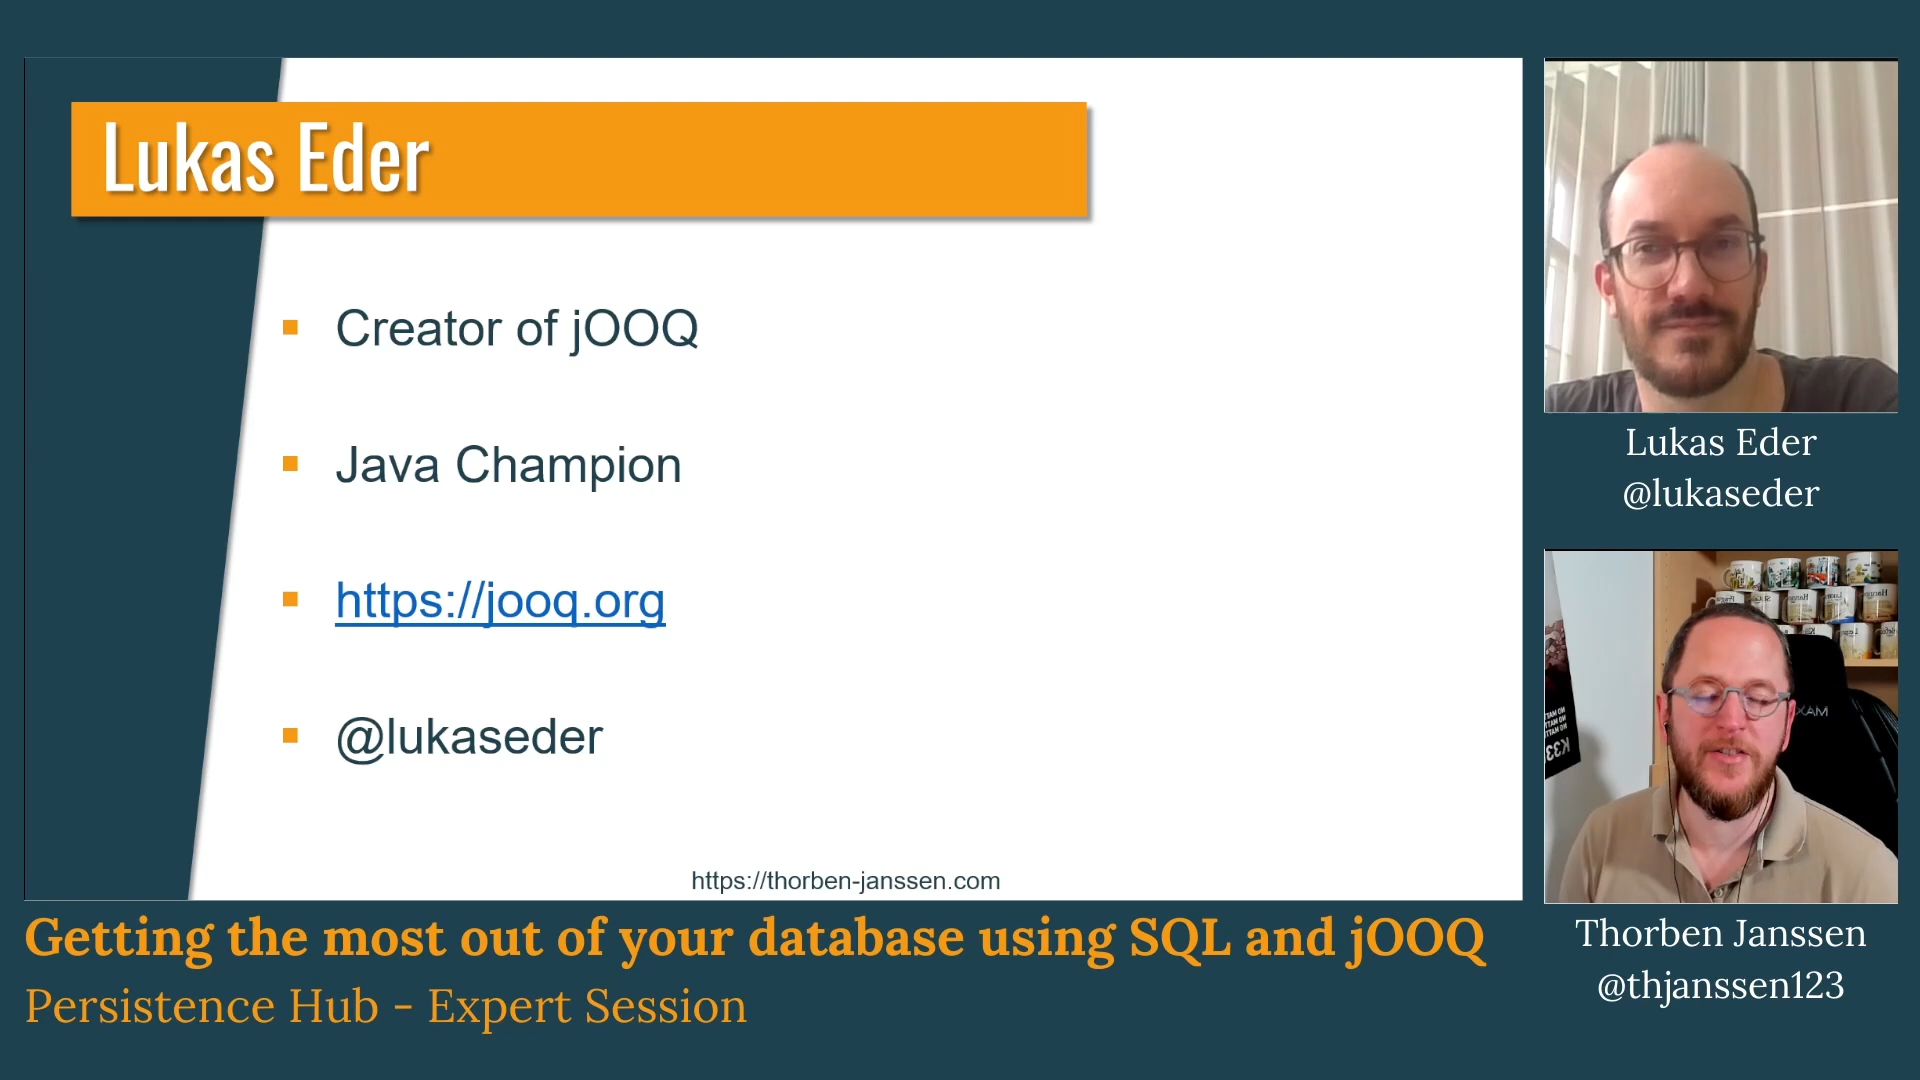 Lukas Eder
Creator of jOOQ
Java Champion
https://jooq.org
@lukaseder
https://thorben-janssen.com
Getting the most out of your database using SQL and jOOQ
Persistence Hub - Expert Session
Lukas Eder
@lukaseder
Thorben Janssen
@thjanssen123